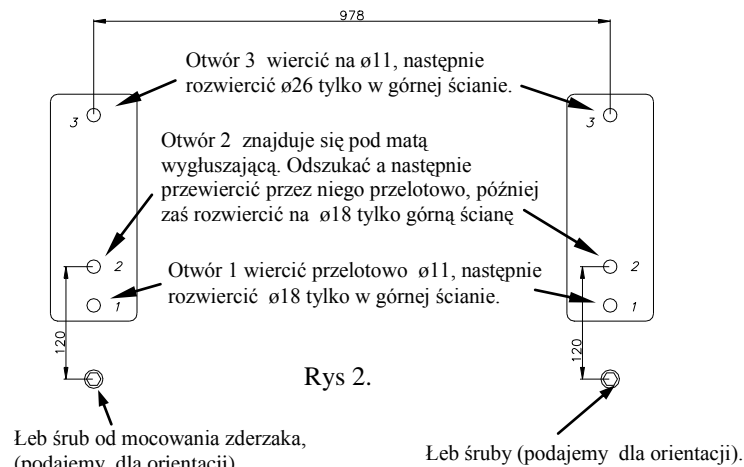 978
Otwór 3 wiercić na ø11, następnie
rozwiercić ø26 tylko w górnej ścianie.
3
3
Otwór 2 znajduje się pod matą
wygłuszającą. Odszukać a następnie
przewiercić przez niego przelotowo, później
zaś rozwiercić na ø18 tylko górną ścianę
2
2
Otwór 1 wiercić przelotowo ø11, następnie
rozwiercić ø18 tylko w górnej ścianie.
1
1
120
120
Rys 2.
Łeb śrub od mocowania zderzaka,
(podajemy dla orientacji)
Łeb śruby (podajemy dla orientacji).